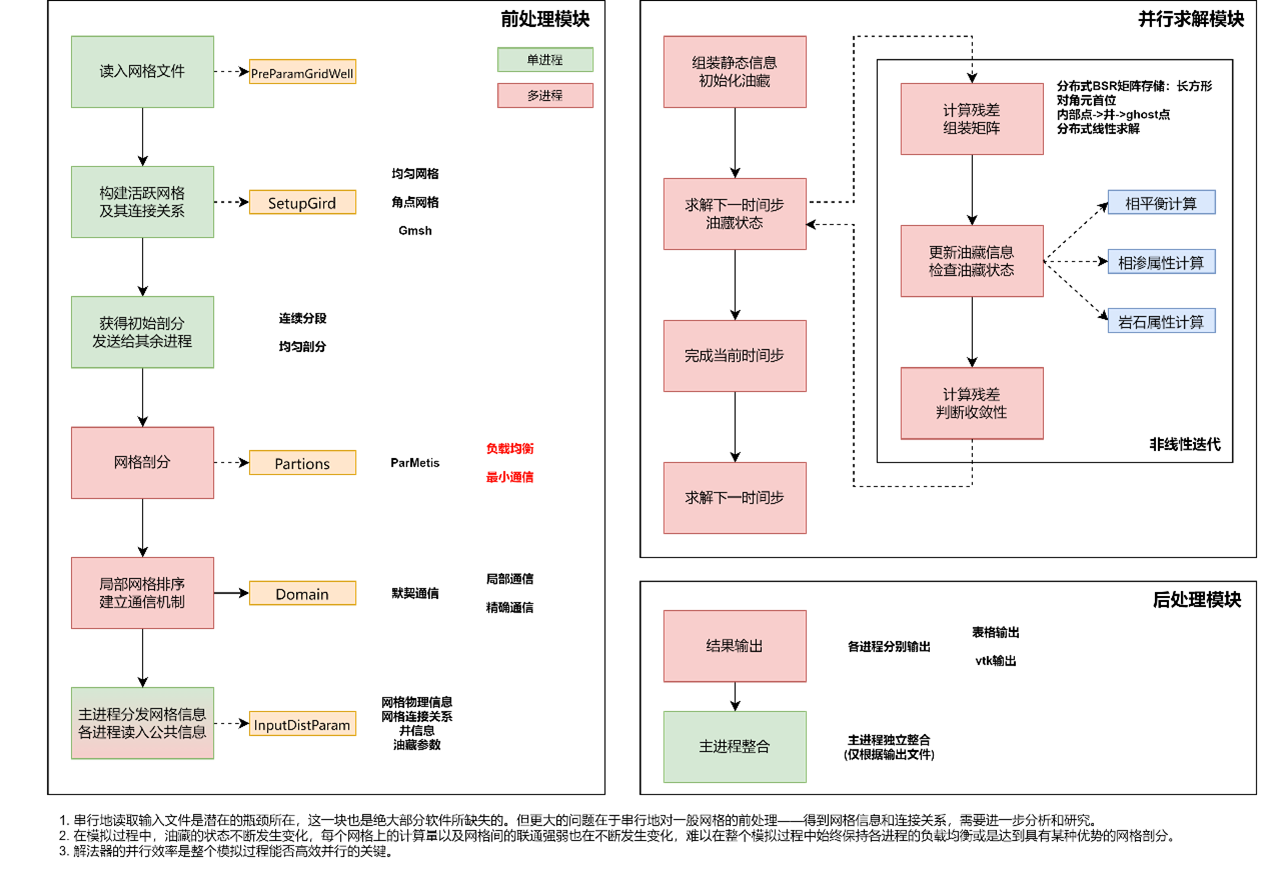 前处理模块
单进程
多进程
读入网格文件
PreParamGridWell
构建活跃网格
及其连接关系
SetupGird
均匀网格
角点网格
Gmsh
获得初始剖分
发送给其余进程
连续分段
均匀剖分
网格剖分
Partions
ParMetis
负载均衡
最小通信
局部网格排序
建立通信机制
Domain
默契通信
局部通信
精确通信
主进程分发网格信息
各进程读入公共信息
InputDistParam
网格物理信息
网格连接关系
井信息
油藏参数
并行求解模块
组装静态信息
初始化油藏
求解下一时间步
油藏状态
完成当前时间步
求解下一时间步
计算残差
组装矩阵
分布式BSR矩阵存储：长方形
对角元首位
内部点->井->ghost点
分布式线性求解
更新油藏信息
检查油藏状态
相平衡计算
相渗属性计算
岩石属性计算
计算残差
判断收敛性
非线性迭代
后处理模块
结果输出
各进程分别输出
表格输出
vtk输出
主进程整合
主进程独立整合
(仅根据输出文件)
1. 串行地读取输入文件是潜在的瓶颈所在，这一块也是绝大部分软件所缺失的。但更大的问题在于串行地对一般网格的前处理——得到网格信息和连接关系，需要进一步分析和研究。
2. 在模拟过程中，油藏的状态不断发生变化，每个网格上的计算量以及网格间的联通强弱也在不断发生变化，难以在整个模拟过程中始终保持各进程的负载均衡或是达到具有某种优势的网格剖分。
3. 解法器的并行效率是整个模拟过程能否高效并行的关键。